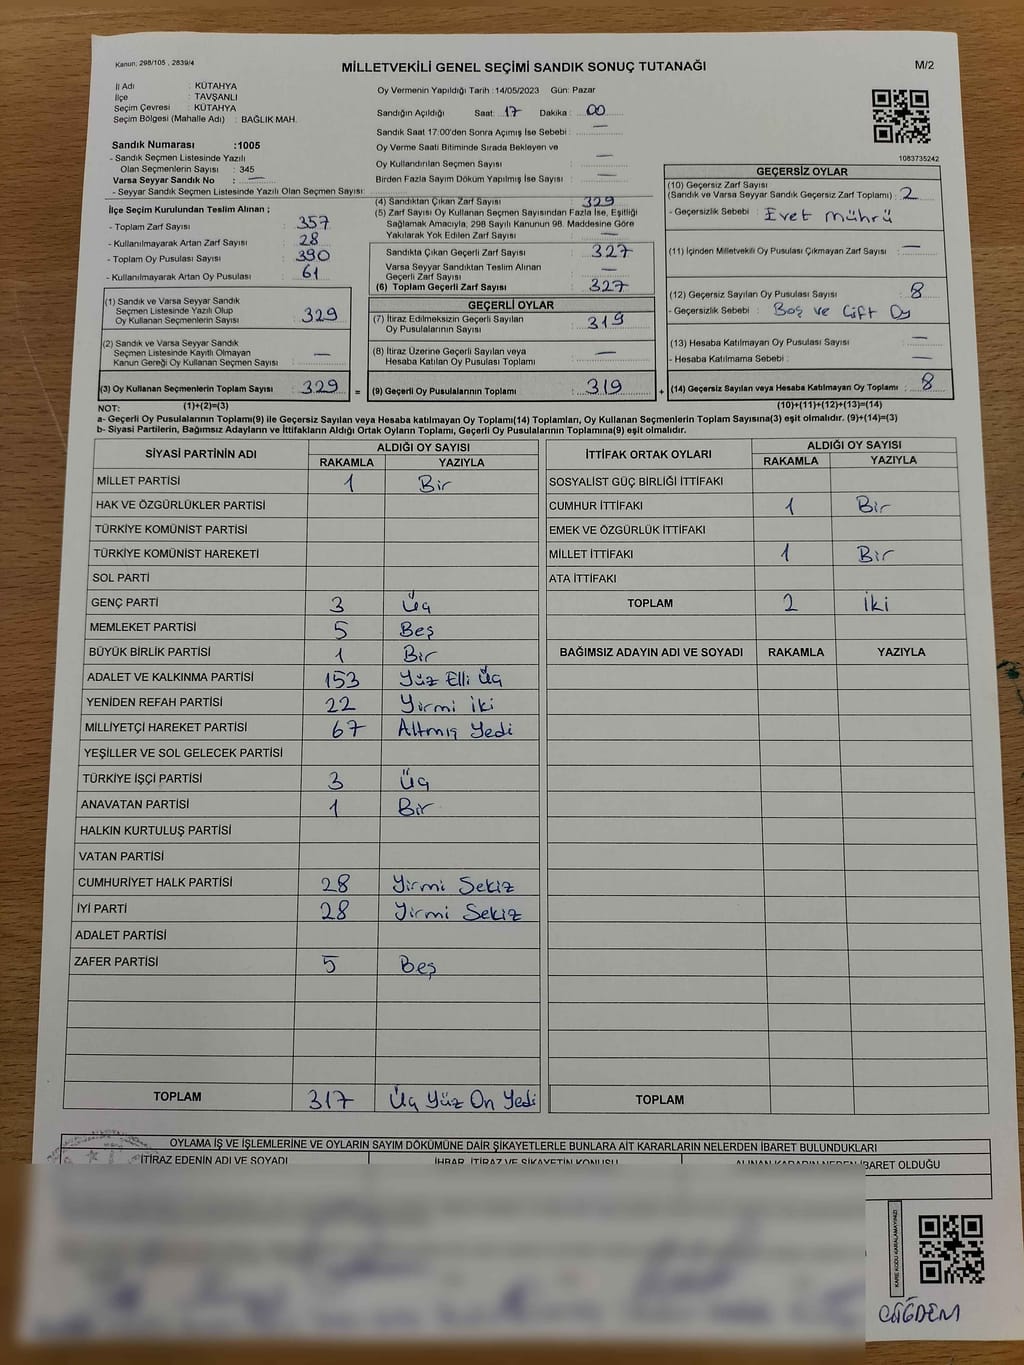 Kanun; 298/105 , 2839/4
MİLLETVEKİLİ GENEL SEÇİMİ SANDIK SONUÇ TUTANAĞI
M/2
İl Adı : KÜTAHYA
İlçe : TAVŞANLI
Seçim Çevresi : KÜTAHYA
Seçim Bölgesi (Mahalle Adı) : BAĞLIK MAH.
Oy Vermenin Yapıldığı Tarih :14/05/2023 Gün: Pazar
Sandığın Açıldığı Saat: 17 Dakika : 00
Sandık Saat 17:00'den Sonra Açımış İse Sebebi : —
Oy Verme Saati Bitiminde Sırada Bekleyen ve
Oy Kullandırılan Seçmen Sayısı : —
Birden Fazla Sayım Döküm Yapılmış İse Sayısı : —
Sandık Numarası :1005
- Sandık Seçmen Listesinde Yazılı
Olan Seçmenlerin Sayısı : 345
Varsa Seyyar Sandık No : —
- Seyyar Sandık Seçmen Listesinde Yazılı Olan Seçmen Sayısı:
1083735242
İlçe Seçim Kurulundan Teslim Alınan ;
- Toplam Zarf Sayısı : 357
- Kullanılmayarak Artan Zarf Sayısı : 28
- Toplam Oy Pusulası Sayısı : 390
- Kullanılmayarak Artan Oy Pusulası : 61
(1) Sandık ve Varsa Seyyar Sandık
Seçmen Listesinde Yazılı Olup
Oy Kullanan Seçmenlerin Sayısı : 329
(2) Sandık ve Varsa Seyyar Sandık
Seçmen Listesinde Kayıtlı Olmayan
Kanun Gereği Oy Kullanan Seçmen Sayısı : —
(3) Oy Kullanan Seçmenlerin Toplam Sayısı : 329 =
(4) Sandıktan Çıkan Zarf Sayısı : 329
(5) Zarf Sayısı Oy Kullanan Seçmen Sayısından Fazla İse, Eşitliği
Sağlamak Amacıyla, 298 Sayılı Kanunun 98. Maddesine Göre
Yakılarak Yok Edilen Zarf Sayısı : —
Sandıkta Çıkan Geçerli Zarf Sayısı : 327
Varsa Seyyar Sandıktan Teslim Alınan
Geçerli Zarf Sayısı : —
(6) Toplam Geçerli Zarf Sayısı : 327
GEÇERLİ OYLAR
(7) İtiraz Edilmeksizin Geçerli Sayılan
Oy Pusulalarının Sayısı : 319
(8) İtiraz Üzerine Geçerli Sayılan veya
Hesaba Katılan Oy Pusulası Toplamı : —
(9) Geçerli Oy Pusulalarının Toplamı : 319 +
GEÇERSİZ OYLAR
(10) Geçersiz Zarf Sayısı
(Sandık ve Varsa Seyyar Sandık Geçersiz Zarf Toplamı) : 2
- Geçersizlik Sebebi : Evet mührü
(11) İçinden Milletvekili Oy Pusulası Çıkmayan Zarf Sayısı : —
(12) Geçersiz Sayılan Oy Pusulası Sayısı : 8
- Geçersizlik Sebebi : Boş ve Çift Oy
(13) Hesaba Katılmayan Oy Pusulası Sayısı : —
- Hesaba Katılmama Sebebi : —
(14) Geçersiz Sayılan veya Hesaba Katılmayan Oy Toplamı : 8
NOT: (1)+(2)=(3)
(10)+(11)+(12)+(13)=(14)
a- Geçerli Oy Pusulalarının Toplamı(9) ile Geçersiz Sayılan veya Hesaba katılmayan Oy Toplamı(14) Toplamları, Oy Kullanan Seçmenlerin Toplam Sayısına(3) eşit olmalıdır. (9)+(14)=(3)
b- Siyasi Partilerin, Bağımsız Adayların ve İttifakların Aldığı Ortak Oyların Toplamı, Geçerli Oy Pusulalarının Toplamına(9) eşit olmalıdır.
SİYASİ PARTİNİN ADI ALDIĞI OY SAYISI
RAKAMLA YAZIYLA
MİLLET PARTİSİ 1 Bir
HAK VE ÖZGÜRLÜKLER PARTİSİ
TÜRKİYE KOMÜNİST PARTİSİ
TÜRKİYE KOMÜNİST HAREKETİ
SOL PARTİ
GENÇ PARTİ 3 Üç
MEMLEKET PARTİSİ 5 Beş
BÜYÜK BİRLİK PARTİSİ 1 Bir
ADALET VE KALKINMA PARTİSİ 153 Yüz Elli Üç
YENİDEN REFAH PARTİSİ 22 Yirmi iki
MİLLİYETÇİ HAREKET PARTİSİ 67 Altmış Yedi
YEŞİLLER VE SOL GELECEK PARTİSİ
TÜRKİYE İŞÇİ PARTİSİ 3 Üç
ANAVATAN PARTİSİ 1 Bir
HALKIN KURTULUŞ PARTİSİ
VATAN PARTİSİ
CUMHURİYET HALK PARTİSİ 28 Yirmi Sekiz
İYİ PARTİ 28 Yirmi Sekiz
ADALET PARTİSİ
ZAFER PARTİSİ 5 Beş
TOPLAM 317 Üç Yüz On Yedi
İTTİFAK ORTAK OYLARI ALDIĞI OY SAYISI
RAKAMLA YAZIYLA
SOSYALİST GÜÇ BİRLİĞİ İTTİFAKI
CUMHUR İTTİFAKI 1 Bir
EMEK VE ÖZGÜRLÜK İTTİFAKI
MİLLET İTTİFAKI 1 Bir
ATA İTTİFAKI
TOPLAM 2 İki
BAĞIMSIZ ADAYIN ADI VE SOYADI RAKAMLA YAZIYLA
TOPLAM
OYLAMA İŞ VE İŞLEMLERİNE VE OYLARIN SAYIM DÖKÜMÜNE DAİR ŞİKAYETLERLE BUNLARA AİT KARARLARIN NELERDEN İBARET BULUNDUKLARI
İTİRAZ EDENİN ADI VE SOYADI İHBAR, İTİRAZ VE ŞİKAYETİN KONUSU ALINAN KARARIN NEDEN İBARET OLDUĞU
KARE KODU KARALAMAYINIZ!
ÇİĞDEM